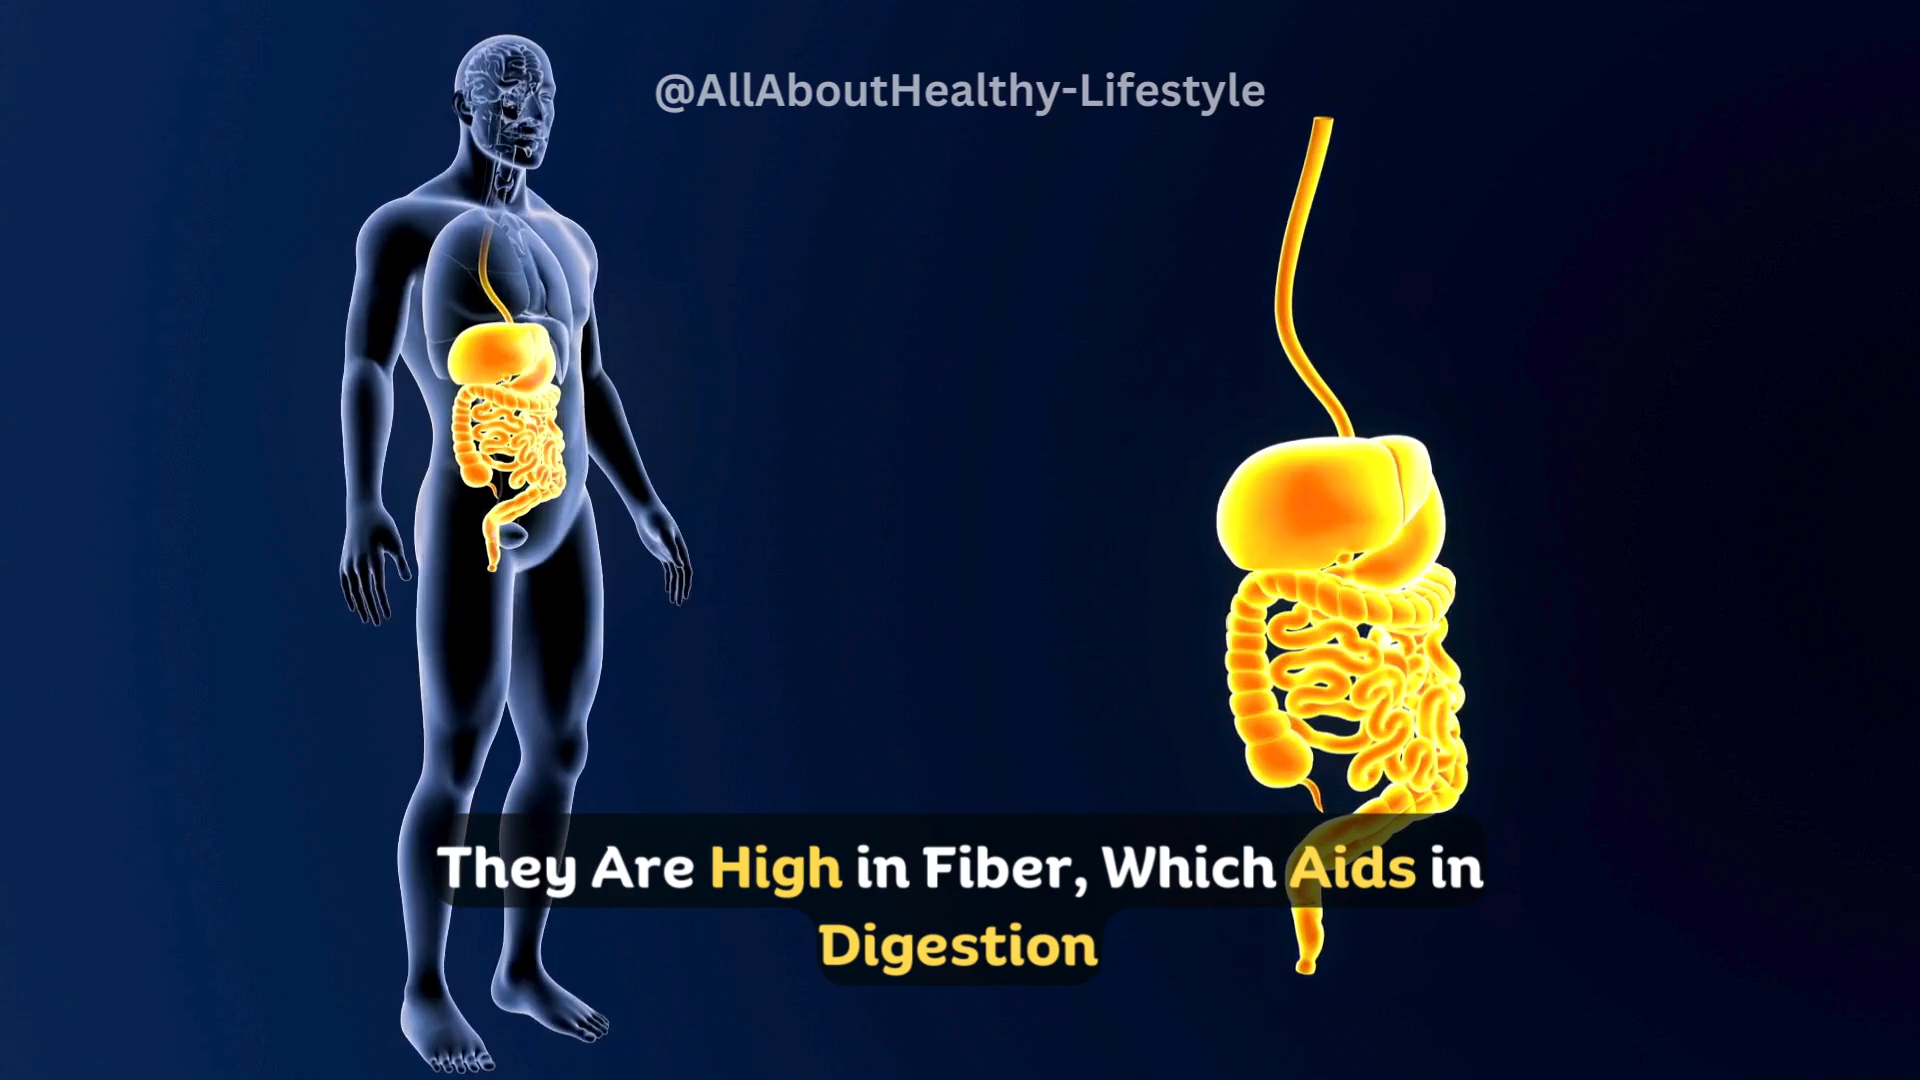 @AllAboutHealthy-Lifestyle
They Are High in Fiber, Which Aids in
Digestion